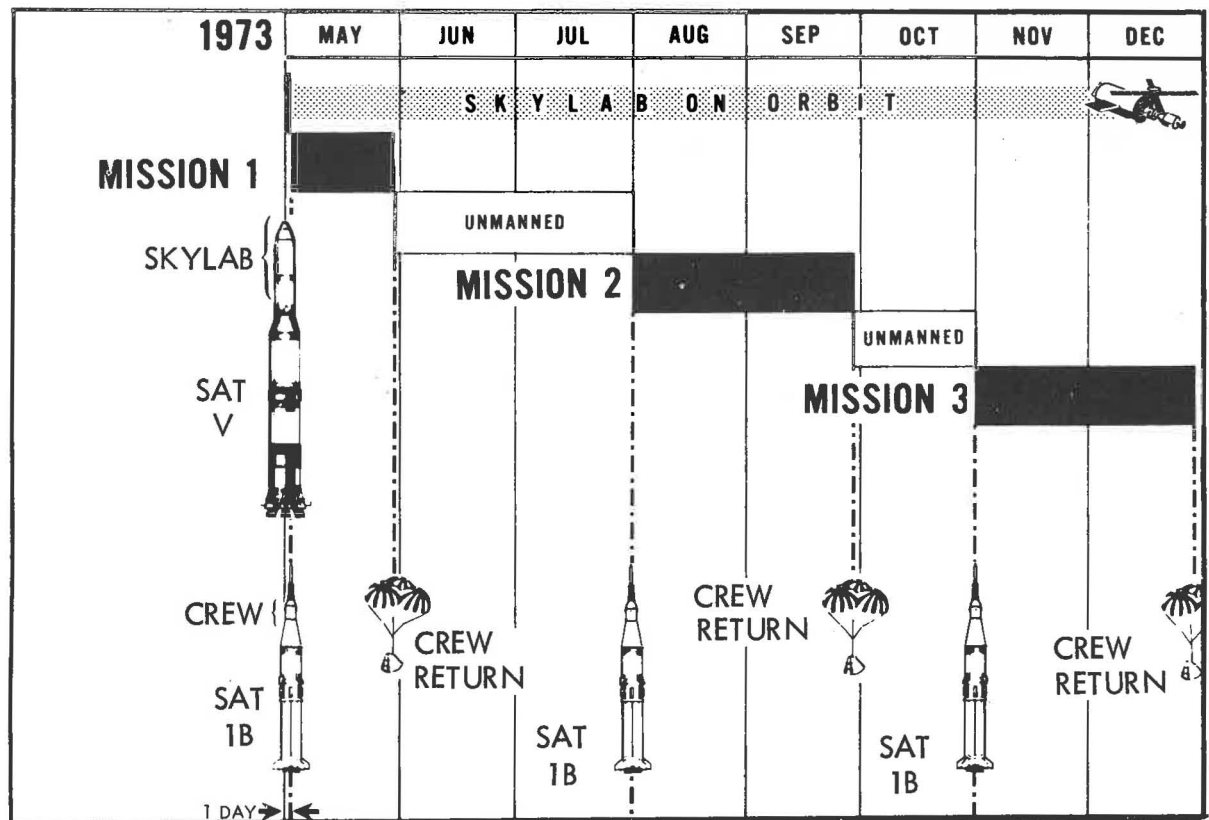 1973 MAY JUN JUL AUG SEP OCT NOV DEC
SKYLAB ON ORBIT
MISSION 1
UNMANNED
SKYLAB
MISSION 2
UNMANNED
SAT
V
MISSION 3
CREW
CREW
RETURN
CREW
RETURN
CREW
RETURN
SAT
1B
SAT
1B
SAT
1B
1 DAY